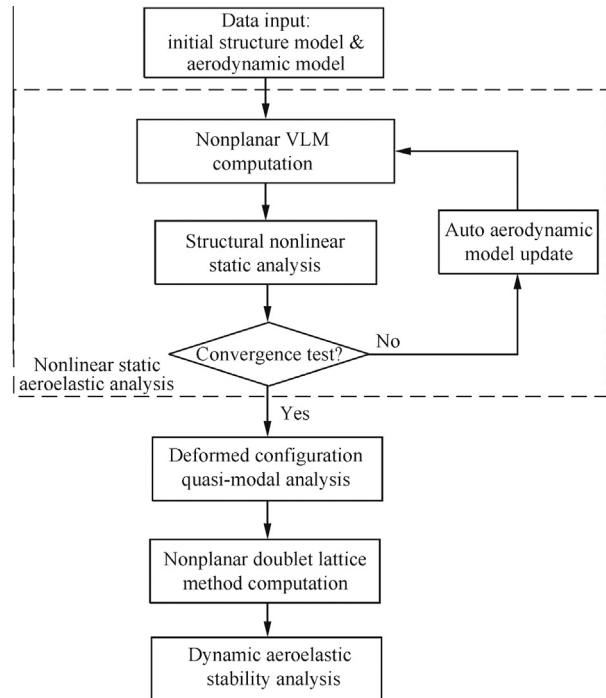 Data input:
initial structure model &
aerodynamic model
Nonplanar VLM
computation
Structural nonlinear
static analysis
Auto aerodynamic
model update
Convergence test?
No
Nonlinear static
aeroelastic analysis
Yes
Deformed configuration
quasi-modal analysis
Nonplanar doublet lattice
method computation
Dynamic aeroelastic
stability analysis